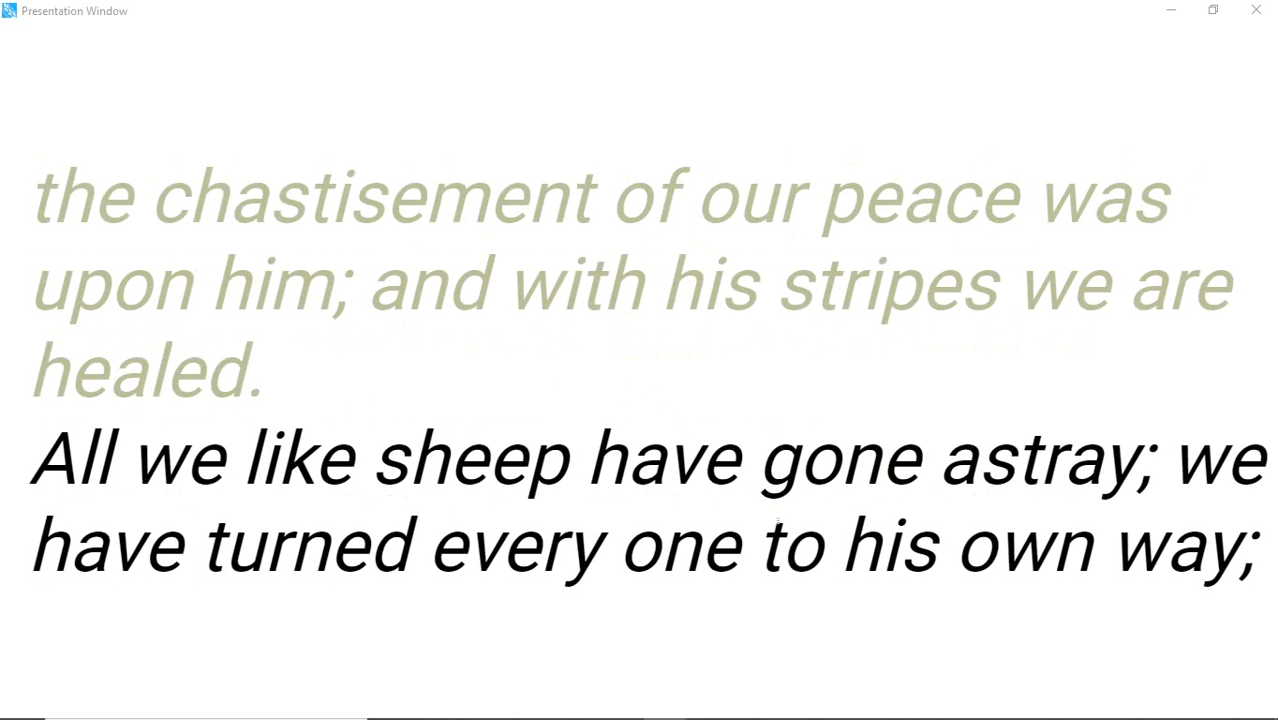 Presentation Window
the chastisement of our peace was
upon him; and with his stripes we are
healed.
All we like sheep have gone astray; we
have turned every one to his own way;